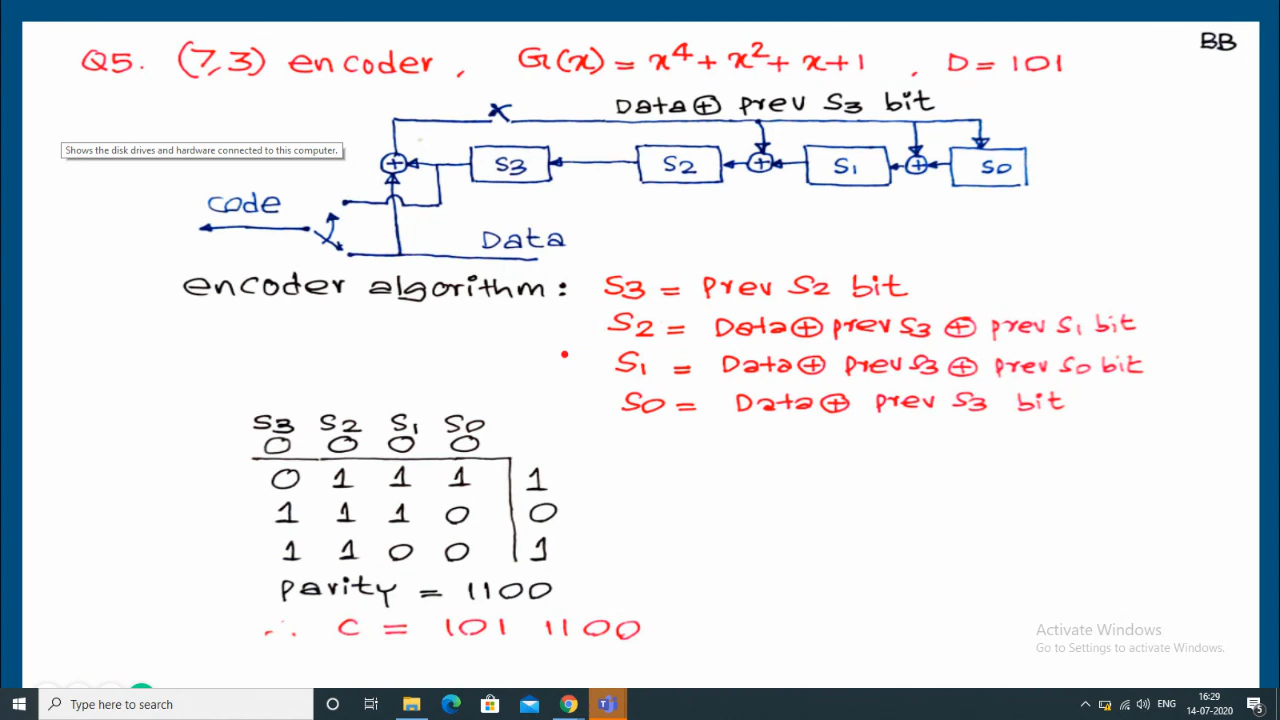 BB
Q5. (7,3) encoder, G(x) = x⁴ + x² + x + 1 , D = 101
x Data ⊕ prev S3 bit
Shows the disk drives and hardware connected to this computer.
⊕ S3 S2 ⊕ S1 ⊕ S0
code
Data
encoder algorithm: S3 = prev S2 bit
S2 = Data ⊕ prev S3 ⊕ prev S1 bit
S1 = Data ⊕ prev S3 ⊕ prev S0 bit
S0 = Data ⊕ prev S3 bit
S3 S2 S1 S0
0 0 0 0
0 1 1 1 1
1 1 1 0 0
1 1 0 0 1
parity = 1100
∴ C = 101 1100
Activate Windows
Go to Settings to activate Windows.
Type here to search
ENG
16:29
14-07-2020
5